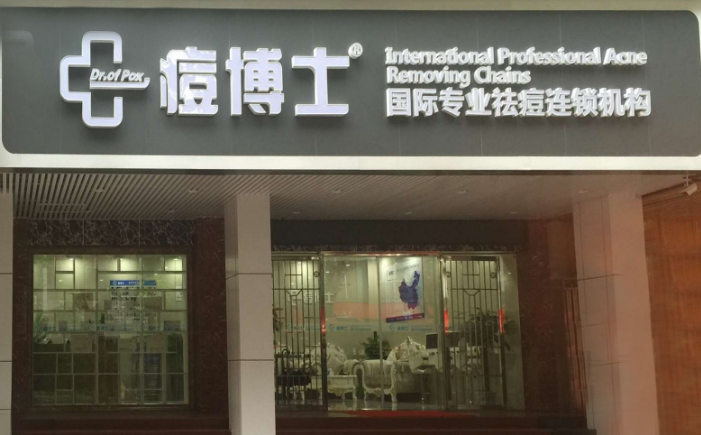 Dr.of Pox
痘博士®
International Professional Acne
Removing Chains
国际专业祛痘连锁机构